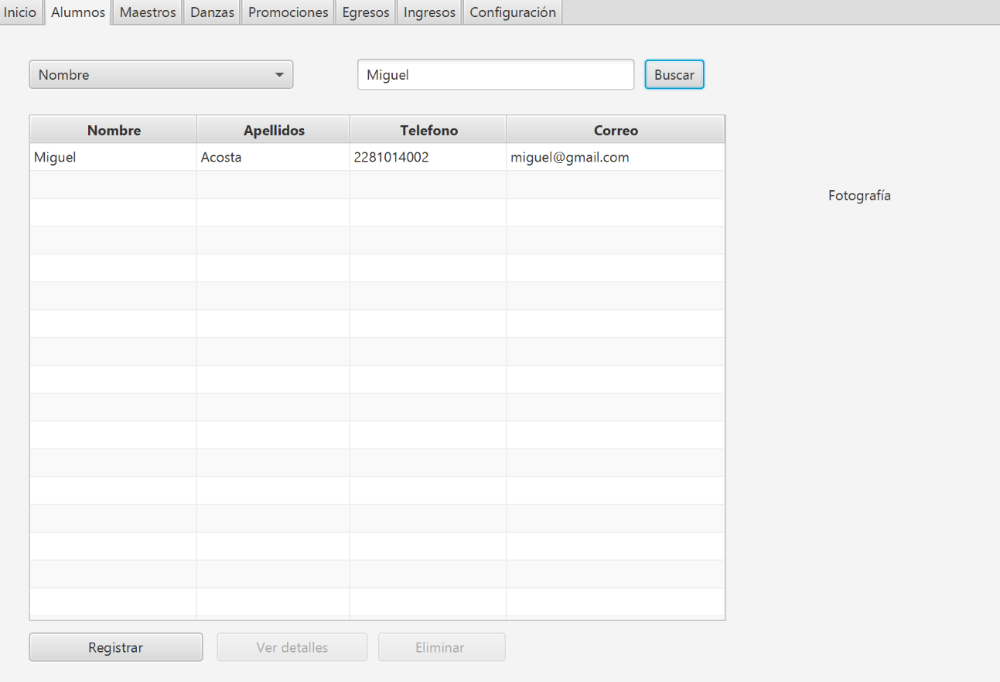 Inicio Alumnos Maestros Danzas Promociones Egresos Ingresos Configuración
Nombre Miguel Buscar
Nombre Apellidos Telefono Correo
Miguel Acosta 2281014002 miguel@gmail.com
Fotografía
Registrar Ver detalles Eliminar